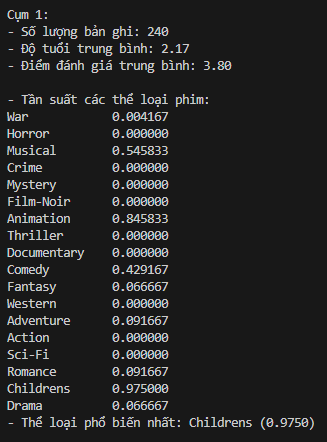 Cụm 1:
- Số lượng bản ghi: 240
- Độ tuổi trung bình: 2.17
- Điểm đánh giá trung bình: 3.80
- Tần suất các thể loại phim:
War 0.004167
Horror 0.000000
Musical 0.545833
Crime 0.000000
Mystery 0.000000
Film-Noir 0.000000
Animation 0.845833
Thriller 0.000000
Documentary 0.000000
Comedy 0.429167
Fantasy 0.066667
Western 0.000000
Adventure 0.091667
Action 0.000000
Sci-Fi 0.000000
Romance 0.091667
Childrens 0.975000
Drama 0.066667
- Thể loại phổ biến nhất: Childrens (0.9750)